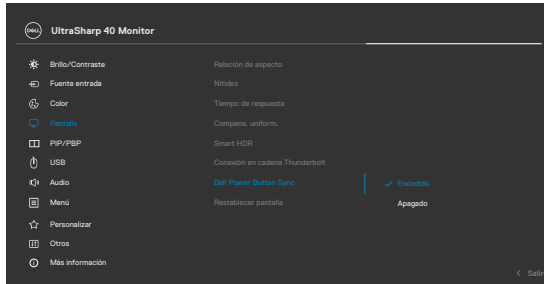 DELL UltraSharp 40 Monitor
Brillo/Contraste Relación de aspecto
Fuente entrada Nitidez
Color Tiempo de respuesta
Pantalla Compens. uniform.
PIP/PBP Smart HDR
USB Conexión en cadena Thunderbolt
Audio Dell Power Button Sync Encedido
Menú Restablecer pantalla Apagado
Personalizar
Otros
Más información
Salir